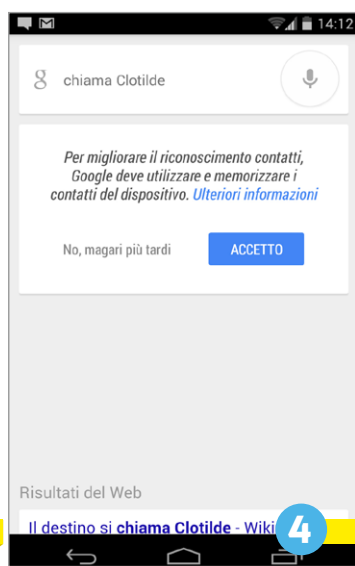 14:12
g chiama Clotilde
Per migliorare il riconoscimento contatti,
Google deve utilizzare e memorizzare i
contatti del dispositivo. Ulteriori informazioni
No, magari più tardi ACCETTO
Risultati del Web
Il destino si chiama Clotilde - Wiki
4